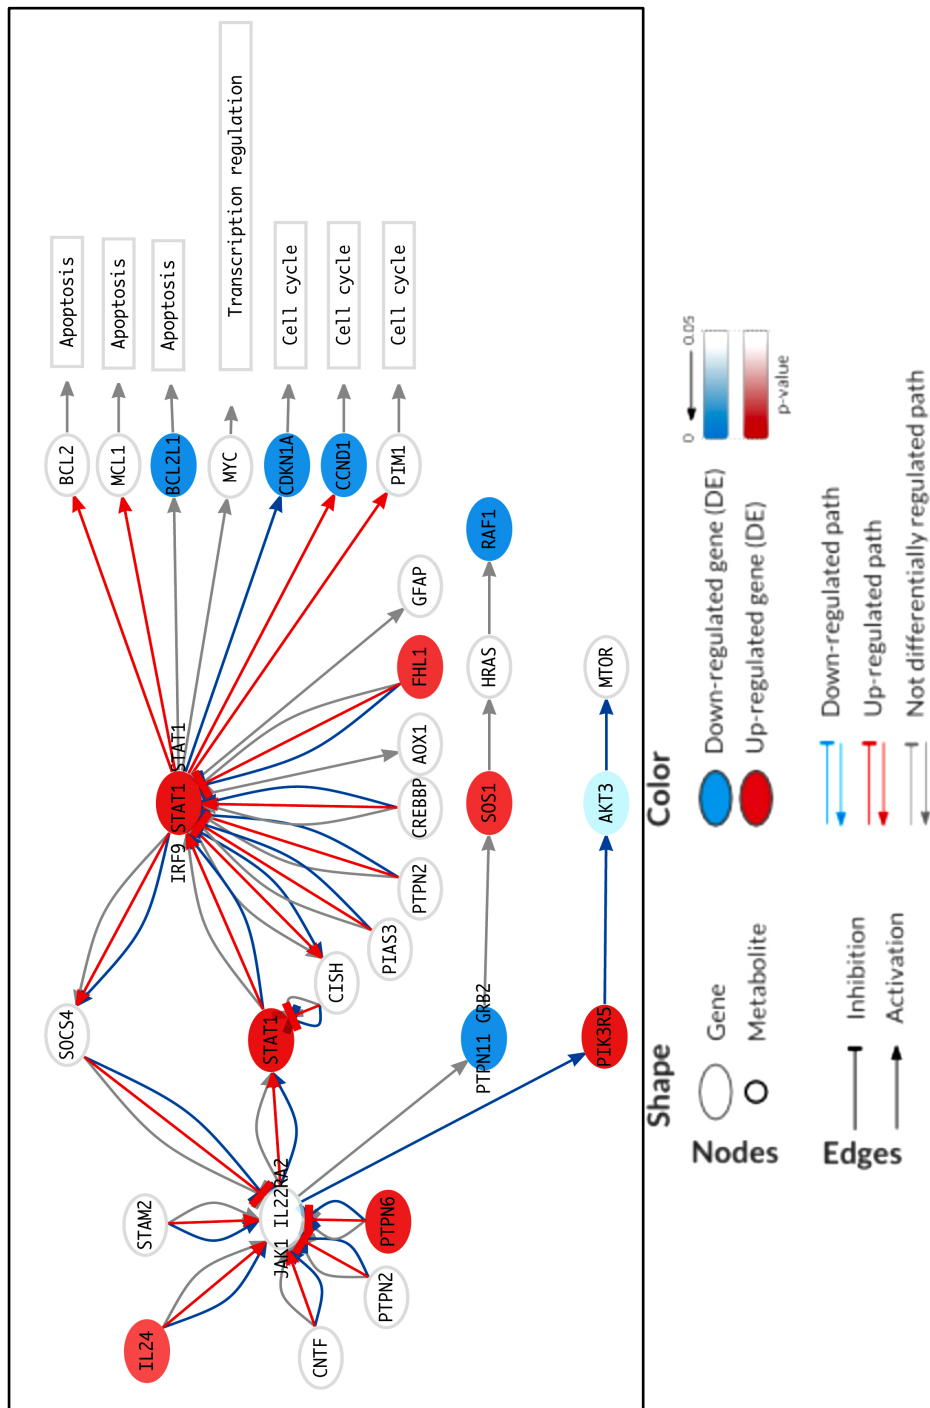 Apoptosis
Apoptosis
Apoptosis
Transcription regulation
Cell cycle
Cell cycle
Cell cycle
BCL2
MCL1
BCL2L1
MYC
CDKN1A
CCND1
PIM1
GFAP
FHL1
AOX1
CREBBP
PTPN2
PIAS3
CISH
IRF9 STAT1 STAT1
SOCS4
STAT1
STAM2
IL24
JAK1 IL22RA2
CNTF
PTPN2
PTPN6
PTPN11 GRB2
SOS1
HRAS
RAF1
PIK3R5
AKT3
MTOR
Shape
Nodes
Gene
Metabolite
Edges
Inhibition
Activation
Color
Down-regulated gene (DE)
Up-regulated gene (DE)
0
0.05
p-value
Down-regulated path
Up-regulated path
Not differentially regulated path